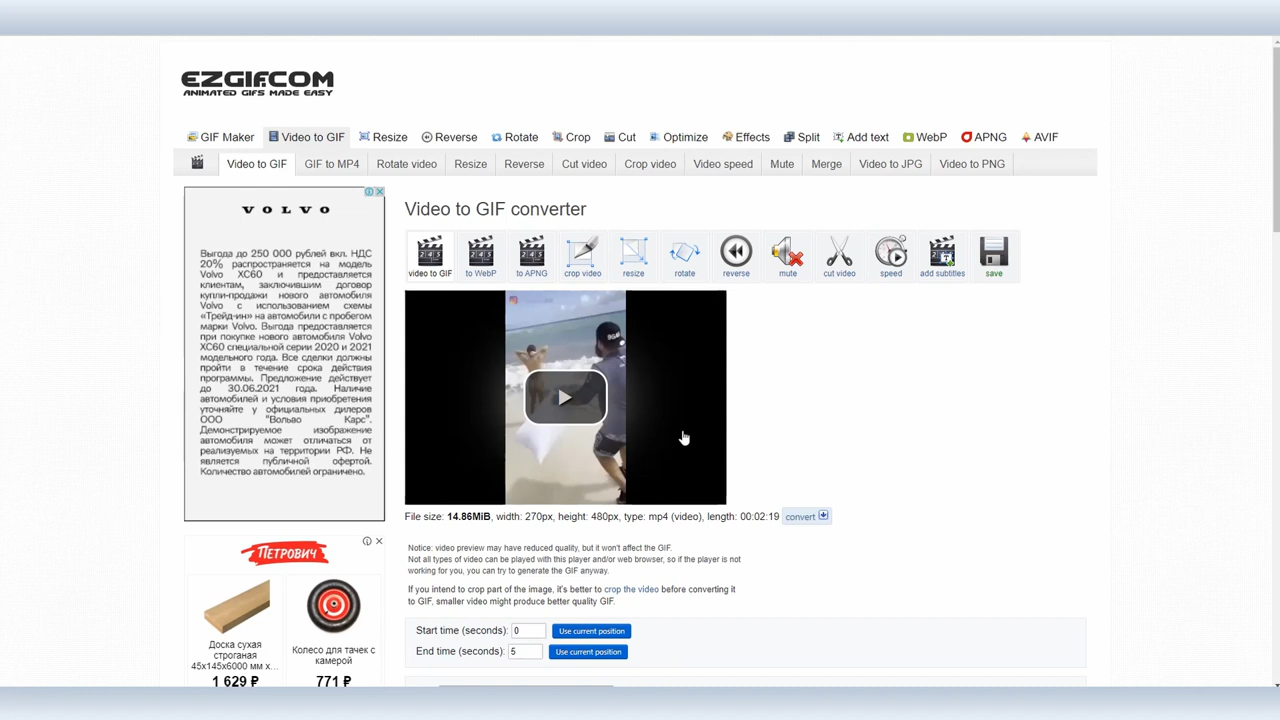 EZGIF.COM
ANIMATED GIFS MADE EASY
GIF Maker Video to GIF Resize Reverse Rotate Crop Cut Optimize Effects Split Add text WebP APNG AVIF
Video to GIF GIF to MP4 Rotate video Resize Reverse Cut video Crop video Video speed Mute Merge Video to JPG Video to PNG
VOLVO
Выгода до 250 000 рублей вкл. НДС
20% распространяется на модель
Volvo XC60 и предоставляется
клиентам, заключившим договор
купли-продажи нового автомобиля
Volvo с использованием схемы
«Трейд-ин» на автомобили с пробегом
марки Volvo. Выгода предоставляется
при покупке нового автомобиля Volvo
XC60 специальной серии 2020 и 2021
модельного года. Все сделки должны
пройти в течение срока действия
программы. Предложение действует
до 30.06.2021 года. Наличие
автомобилей и условия приобретения
уточняйте у официальных дилеров
ООО "Вольво Карс".
Демонстрируемое изображение
автомобиля может отличаться от
реализуемых на территории РФ. Не
является публичной офертой.
Количество автомобилей ограничено.
Video to GIF converter
video to GIF to WebP to APNG crop video resize rotate reverse mute cut video speed add subtitles save
File size: 14.86MiB, width: 270px, height: 480px, type: mp4 (video), length: 00:02:19 convert
Notice: video preview may have reduced quality, but it won't affect the GIF.
Not all types of video can be played with this player and/or web browser, so if the player is not
working for you, you can try to generate the GIF anyway.
If you intend to crop part of the image, it's better to crop the video before converting it
to GIF, smaller video might produce better quality GIF.
Start time (seconds): 0 Use current position
End time (seconds): 5 Use current position
ПЕТРОВИЧ
Доска сухая
строганая
45х145х6000 мм х...
1 629 ₽
Колесо для тачек с
камерой
771 ₽